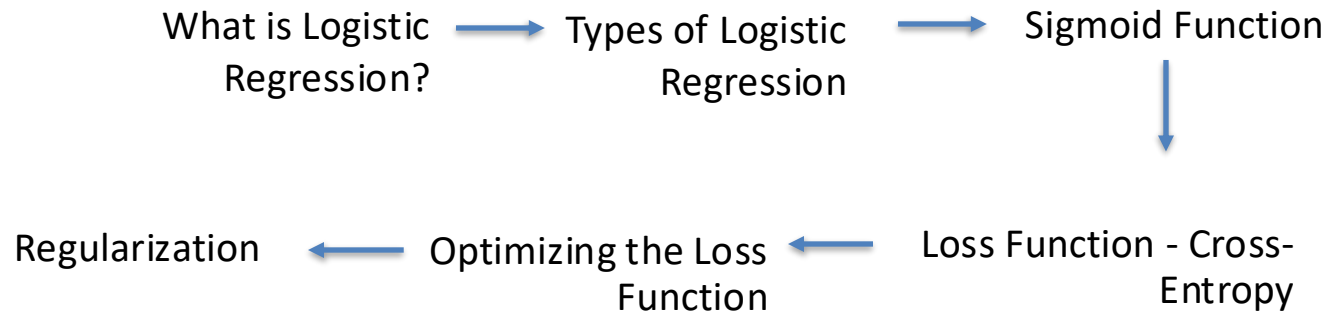 What is Logistic
Regression?
Types of Logistic
Regression
Sigmoid Function
Loss Function - Cross-
Entropy
Optimizing the Loss
Function
Regularization